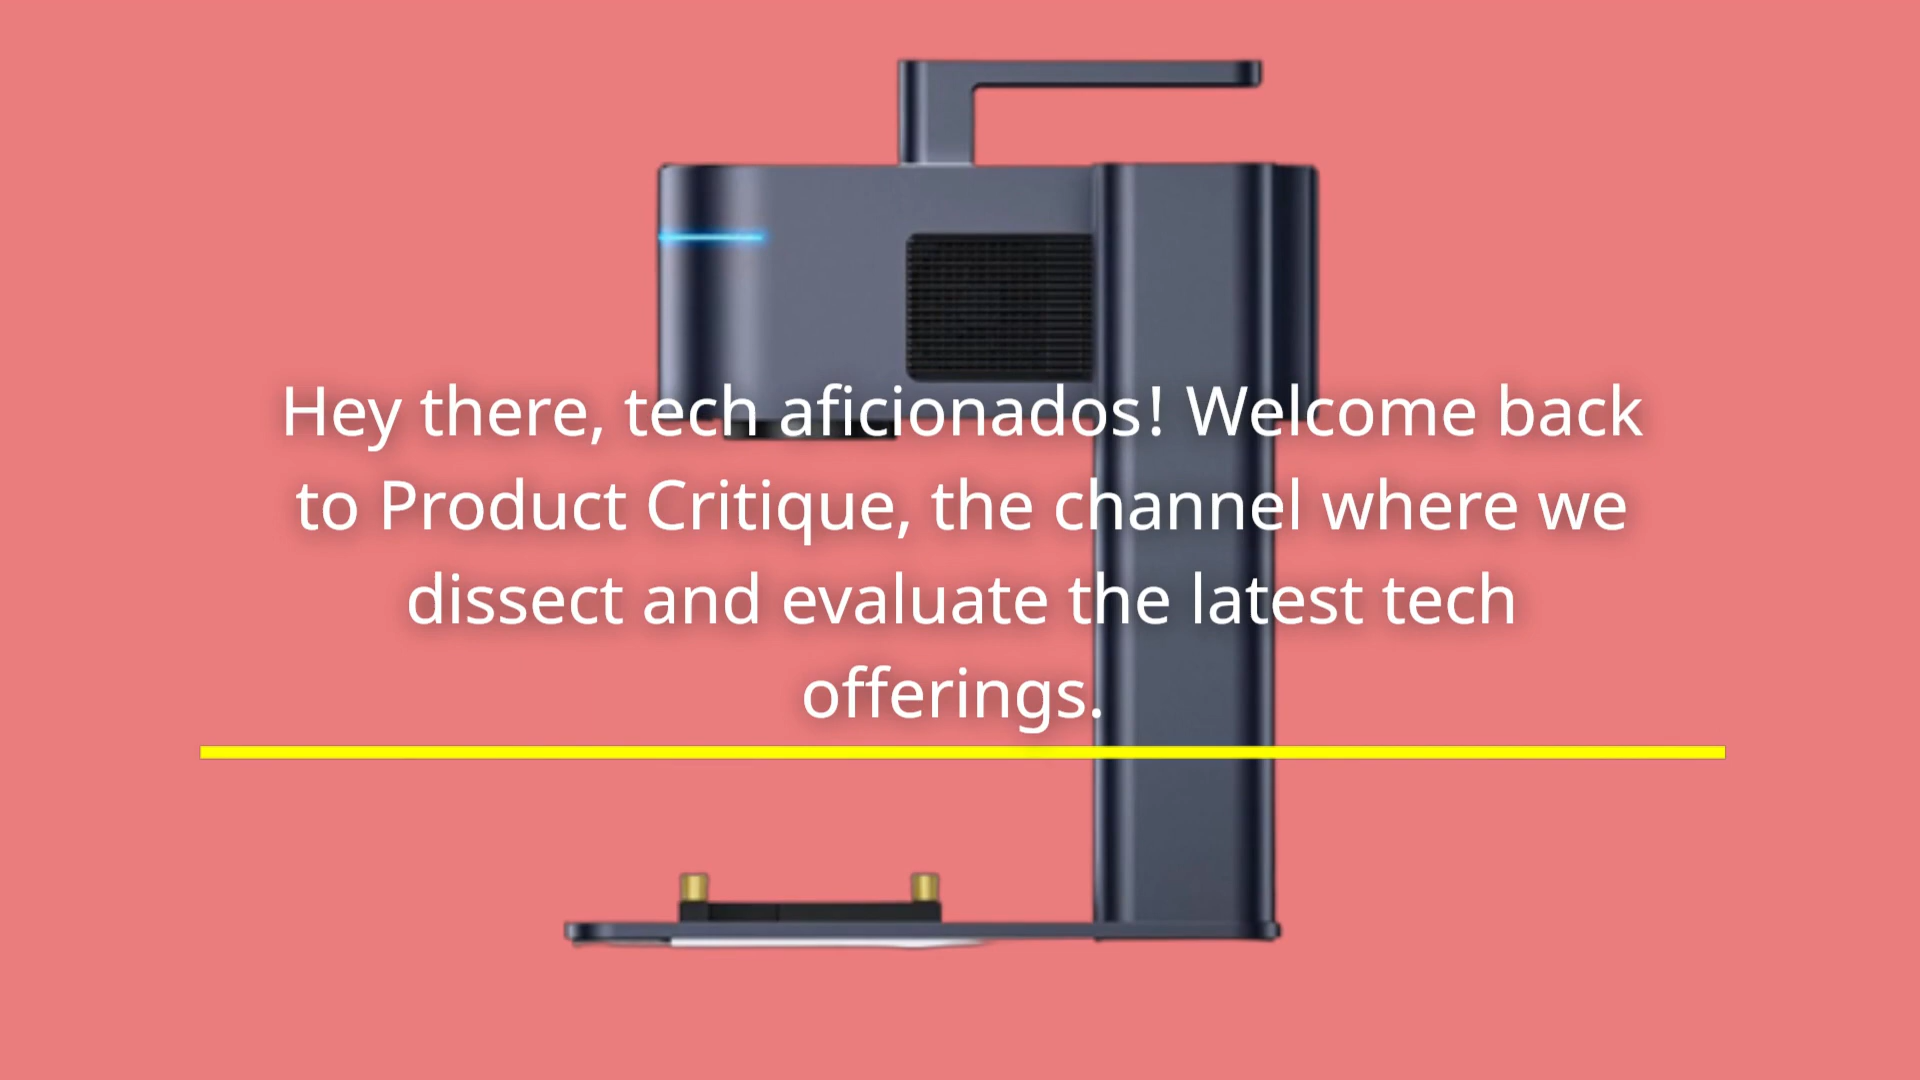 Hey there, tech aficionados! Welcome back
to Product Critique, the channel where we
dissect and evaluate the latest tech
offerings.